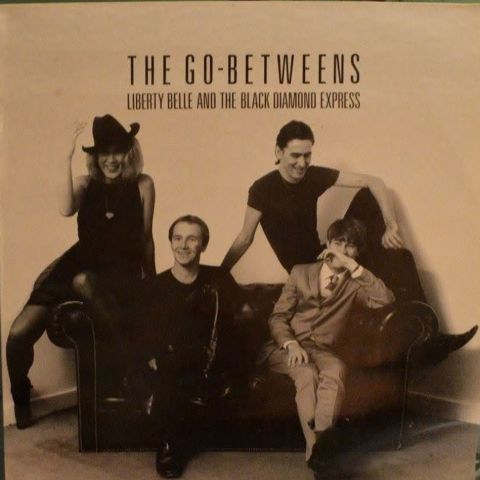 THE GO-BETWEENS
LIBERTY BELLE AND THE BLACK DIAMOND EXPRESS